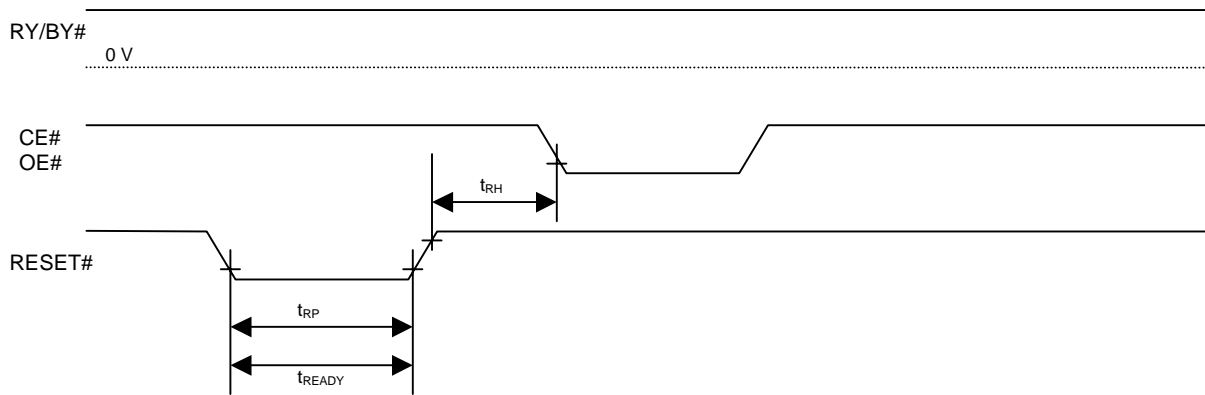 RY/BY#
0 V
CE#
OE#
tRH
RESET#
tRP
tREADY